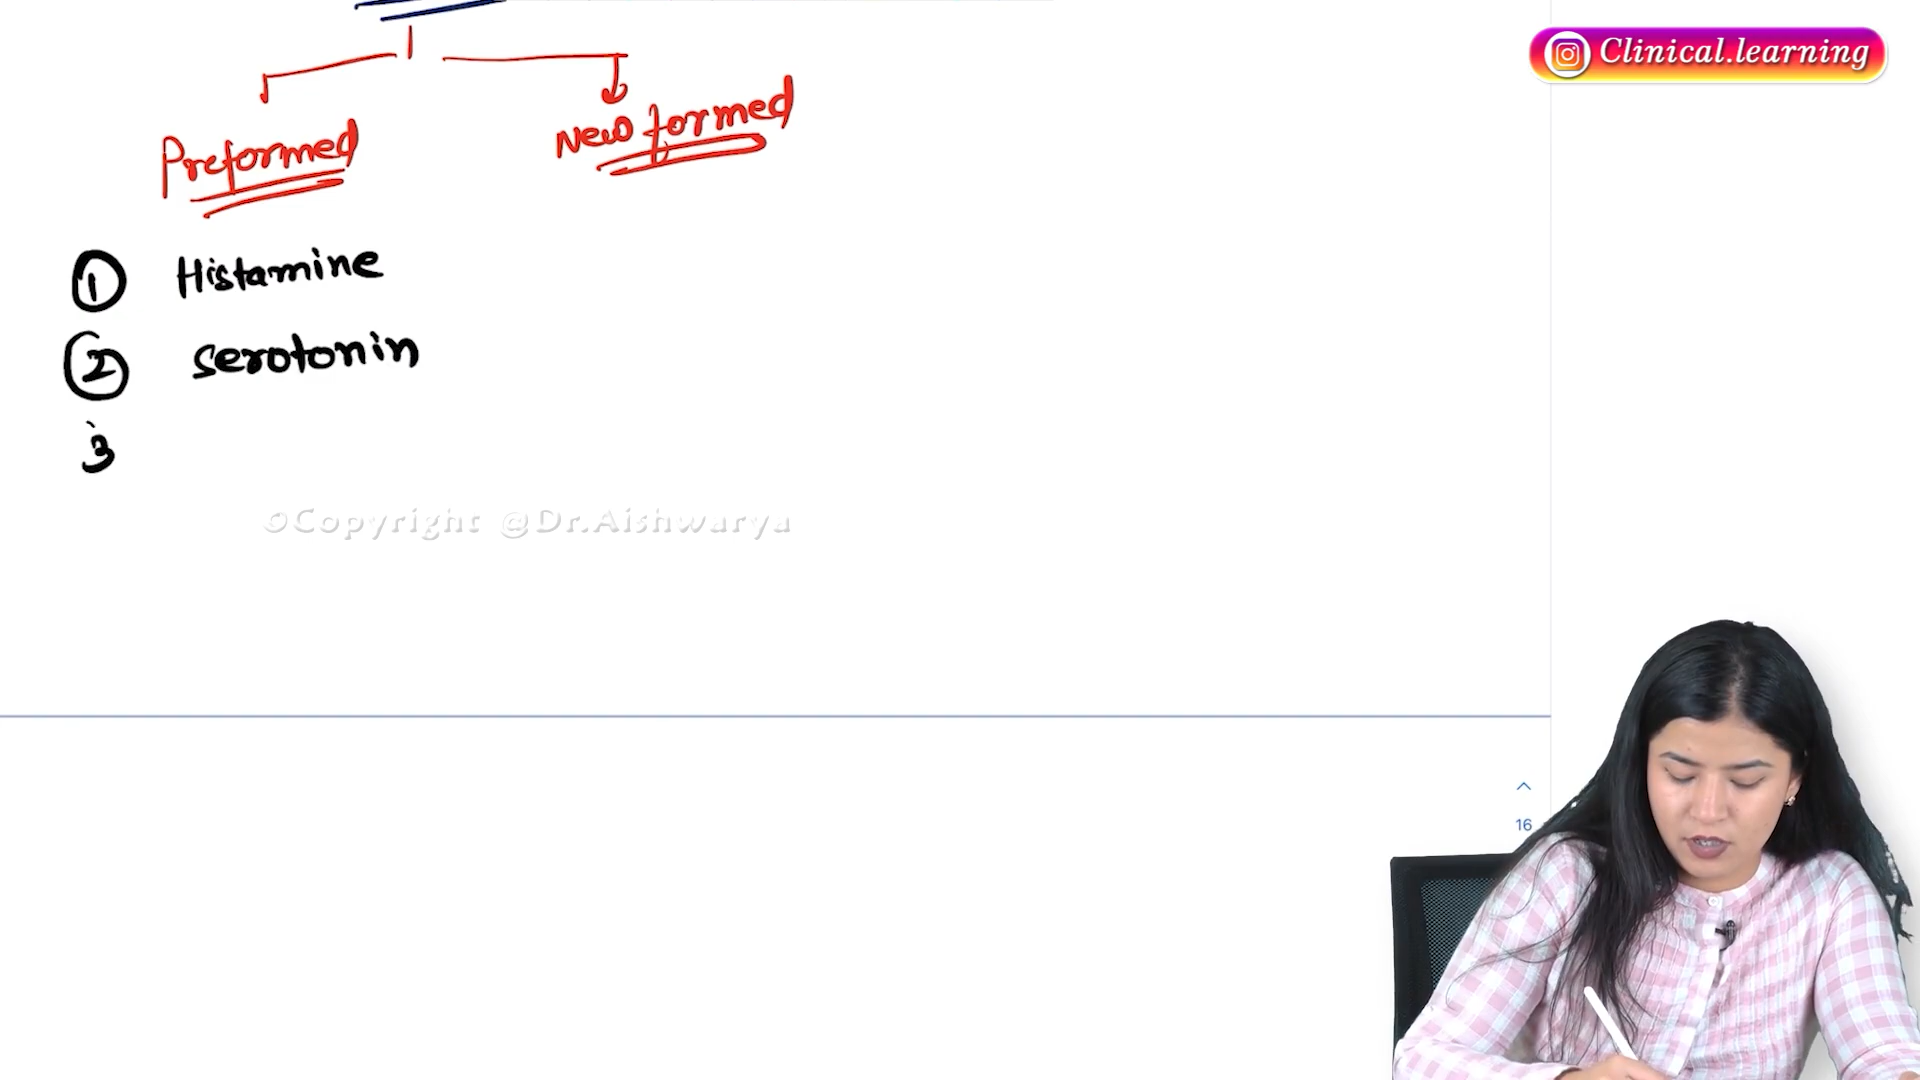 Clinical.learning
Preformed
New formed
1 Histamine
2 serotonin
3
©Copyright @Dr.Aishwarya
16